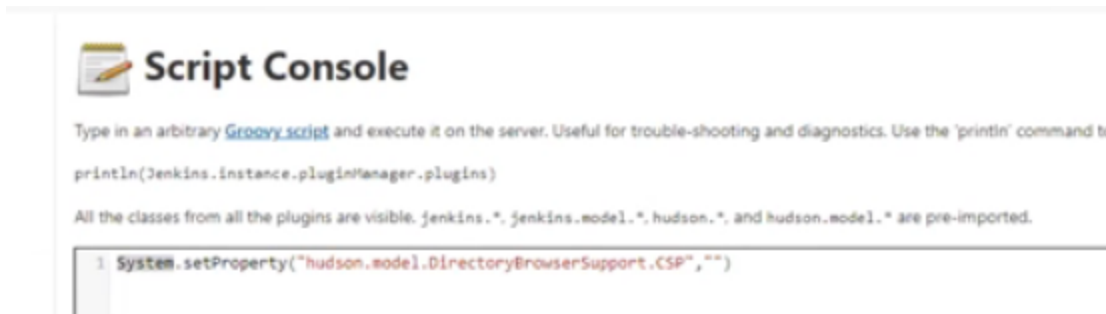 Script Console
Type in an arbitrary Groovy script and execute it on the server. Useful for trouble-shooting and diagnostics. Use the 'println' command
println(Jenkins.instance.pluginManager.plugins)
All the classes from all the plugins are visible. jenkins.*, jenkins.model.*, hudson.*, and hudson.model.* are pre-imported.
1 System.setProperty("hudson.model.DirectoryBrowserSupport.CSP","")